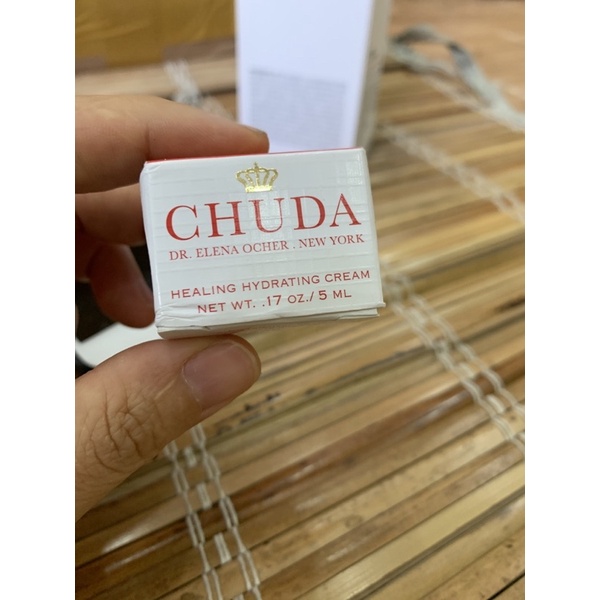 CHUDA
DR. ELENA OCHER . NEW YORK
HEALING HYDRATING CREAM
NET WT. .17 OZ./ 5 ML